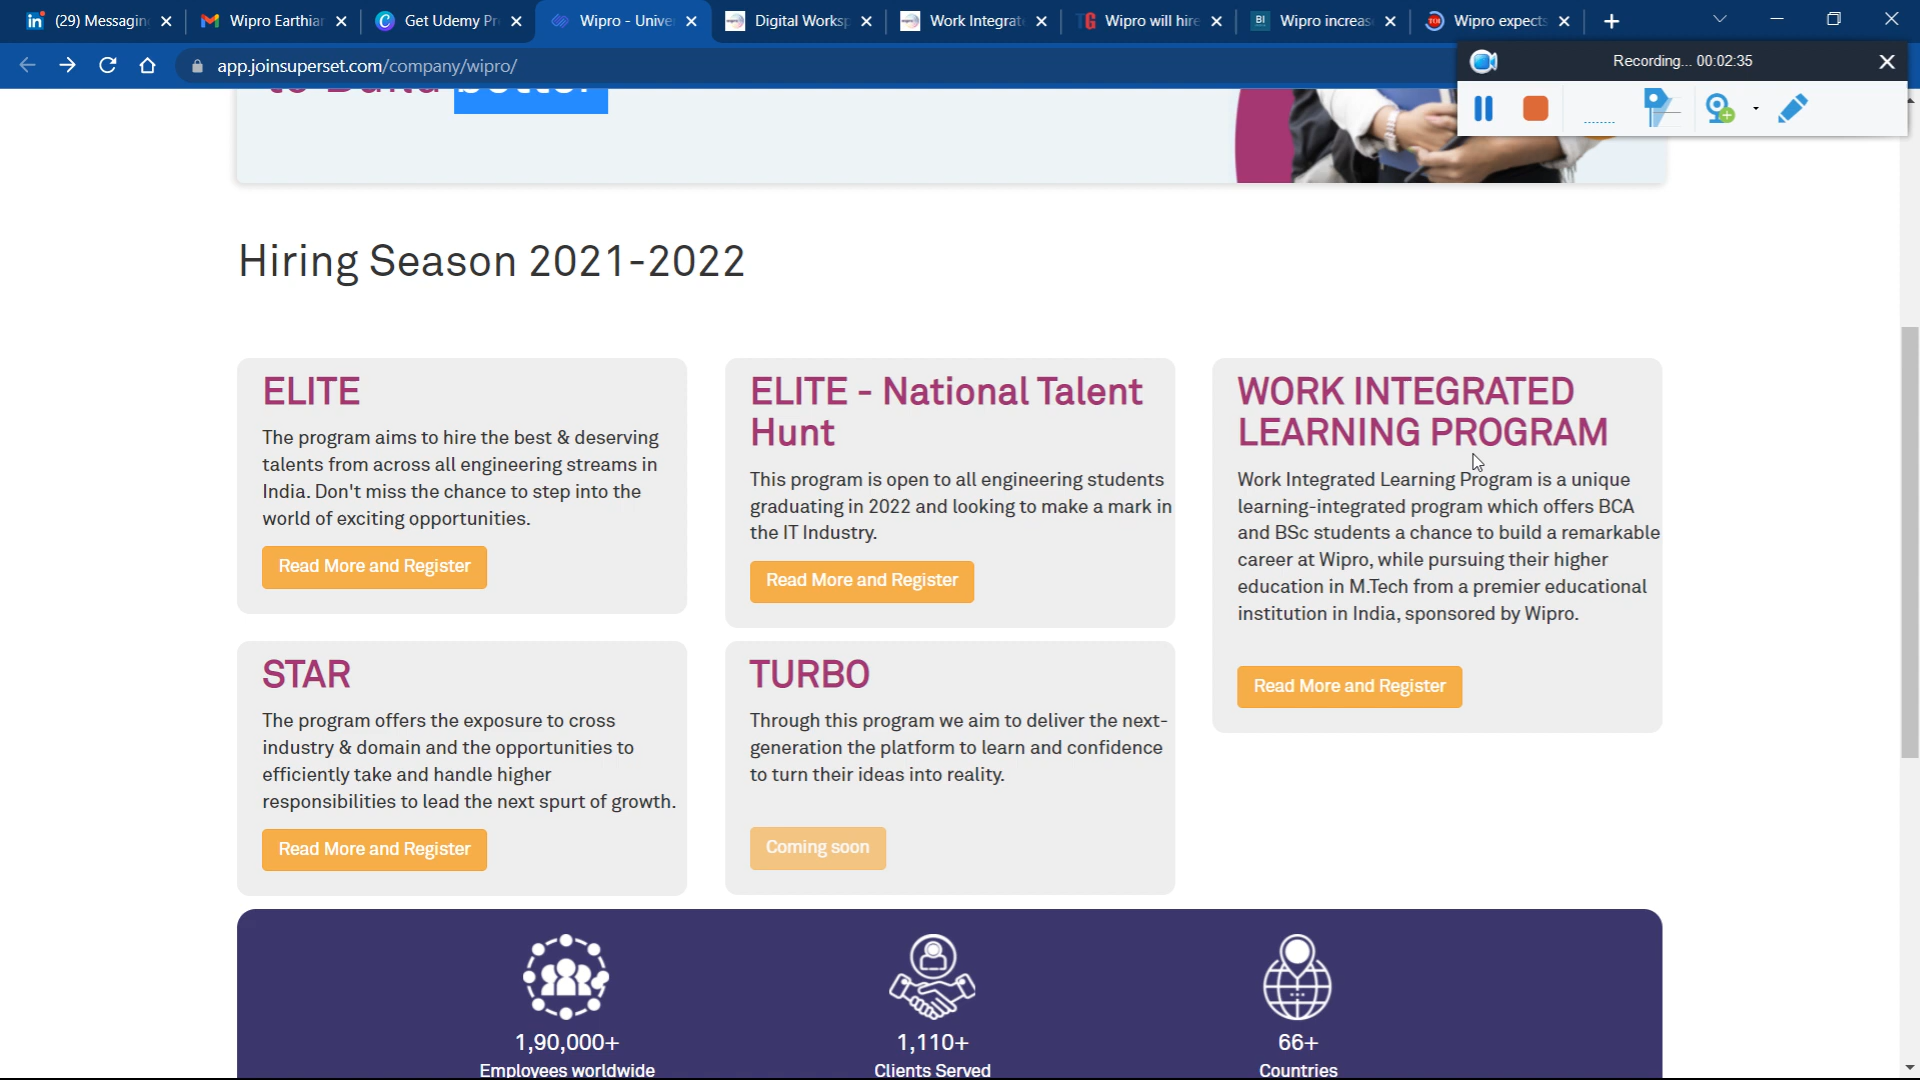 (29) Messagin
Wipro Earthia
Get Udemy Pr
Wipro - Unive
Digital Worksp
Work Integrat
Wipro will hire
Wipro increas
Wipro expects
app.joinsuperset.com/company/wipro/
Recording... 00:02:35
to Build better
Hiring Season 2021-2022
ELITE
The program aims to hire the best & deserving
talents from across all engineering streams in
India. Don't miss the chance to step into the
world of exciting opportunities.
Read More and Register
ELITE - National Talent
Hunt
This program is open to all engineering students
graduating in 2022 and looking to make a mark in
the IT Industry.
Read More and Register
WORK INTEGRATED
LEARNING PROGRAM
Work Integrated Learning Program is a unique
learning-integrated program which offers BCA
and BSc students a chance to build a remarkable
career at Wipro, while pursuing their higher
education in M.Tech from a premier educational
institution in India, sponsored by Wipro.
Read More and Register
STAR
The program offers the exposure to cross
industry & domain and the opportunities to
efficiently take and handle higher
responsibilities to lead the next spurt of growth.
Read More and Register
TURBO
Through this program we aim to deliver the next-
generation the platform to learn and confidence
to turn their ideas into reality.
Coming soon
1,90,000+
Employees worldwide
1,110+
Clients Served
66+
Countries